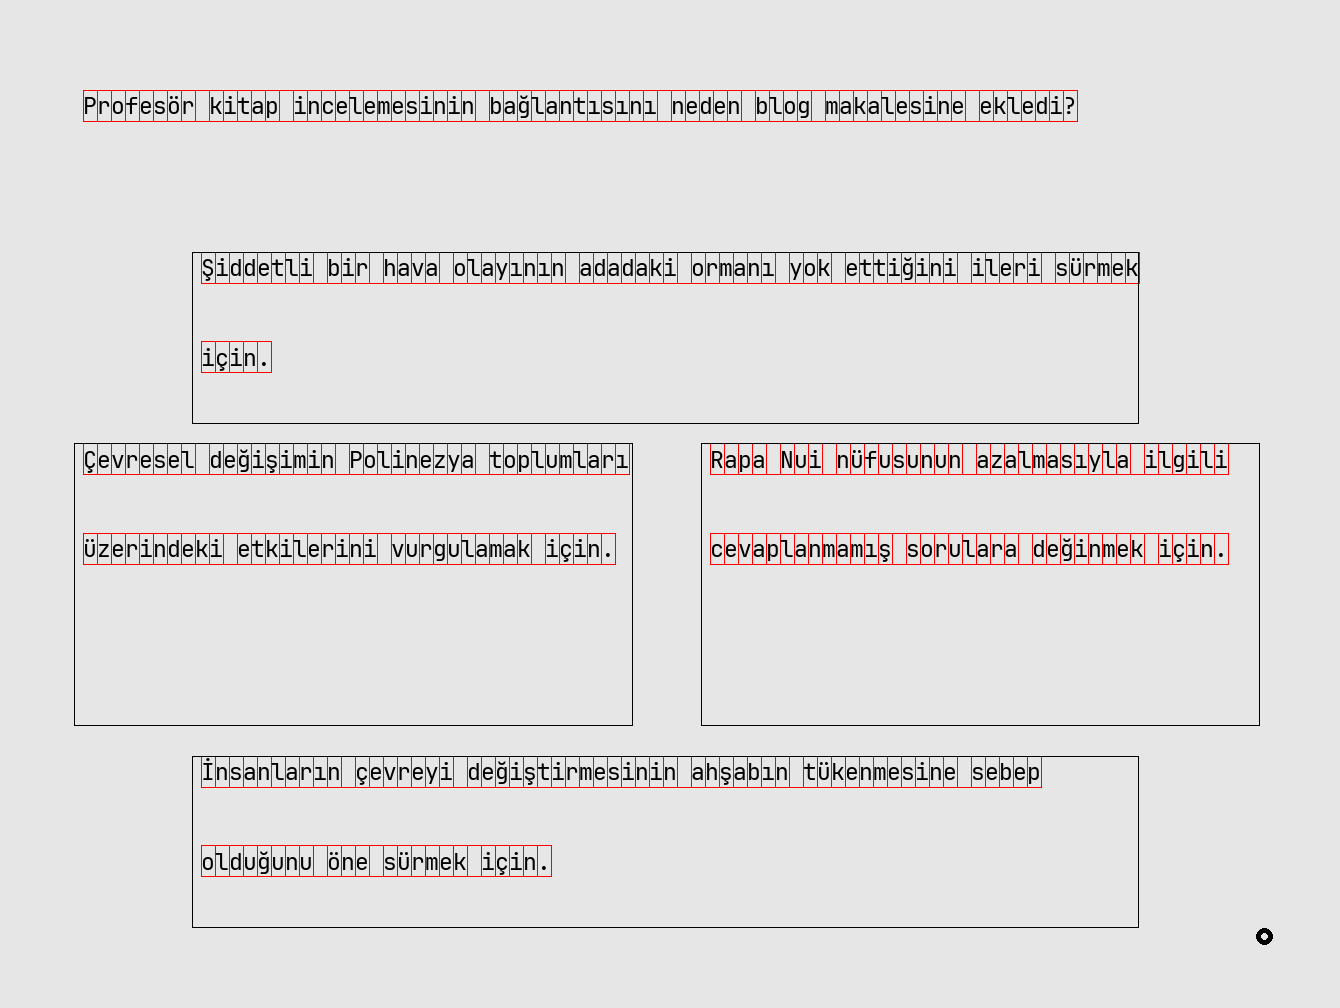 Profesör kitap incelemesinin bağlantısını neden blog makalesine ekledi?
Şiddetli bir hava olayının adadaki ormanı yok ettiğini ileri sürmek
için.
Çevresel değişimin Polinezya toplumları
üzerindeki etkilerini vurgulamak için.
Rapa Nui nüfusunun azalmasıyla ilgili
cevaplanmamış sorulara değinmek için.
İnsanların çevreyi değiştirmesinin ahşabın tükenmesine sebep
olduğunu öne sürmek için.